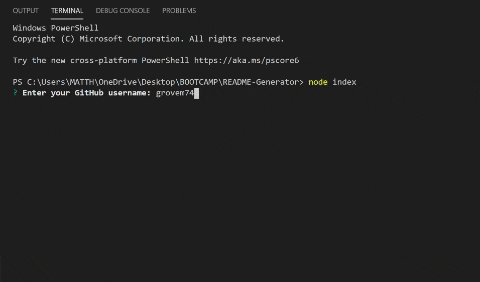 OUTPUT TERMINAL DEBUG CONSOLE PROBLEMS
Windows PowerShell
Copyright (C) Microsoft Corporation. All rights reserved.
Try the new cross-platform PowerShell https://aka.ms/pscore6
PS C:\Users\MATTH\OneDrive\Desktop\BOOTCAMP\README-Generator> node index
? Enter your GitHub username: grovem74